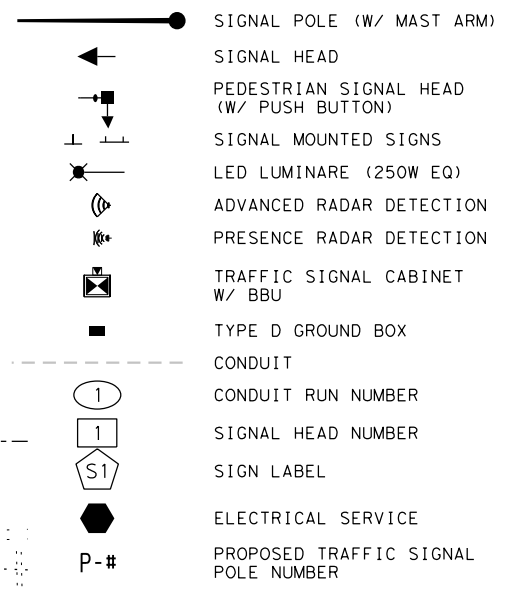 SIGNAL POLE (W/ MAST ARM)
SIGNAL HEAD
PEDESTRIAN SIGNAL HEAD
(W/ PUSH BUTTON)
SIGNAL MOUNTED SIGNS
LED LUMINARE (250W EQ)
ADVANCED RADAR DETECTION
PRESENCE RADAR DETECTION
TRAFFIC SIGNAL CABINET
W/ BBU
TYPE D GROUND BOX
CONDUIT
1 CONDUIT RUN NUMBER
1 SIGNAL HEAD NUMBER
S1 SIGN LABEL
ELECTRICAL SERVICE
P-# PROPOSED TRAFFIC SIGNAL
POLE NUMBER